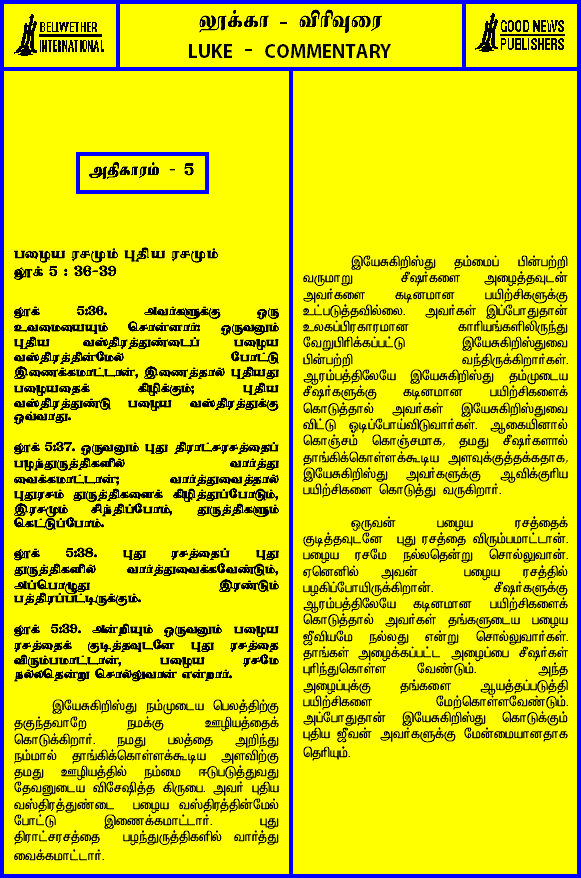 BELIWETHER
INTERNATIONAL
லூக்கா - விரிவுரை
LUKE - COMMENTARY
GOOD NEWS
PUBLISHERS
அதிகாரம் - 5
பழைய ரசமும் புதிய ரசமும்
லூக் 5 : 36-39
லூக் 5:36. அவர்களுக்கு ஒரு
உவமையையும் சொன்னார்: ஒருவனும்
புதிய வஸ்திரத்துண்டைப் பழைய
வஸ்திரத்தின்மேல் போட்டு
இணைக்கமாட்டான், இணைத்தால் புதியது
பழையதைக் கிழிக்கும்; புதிய
வஸ்திரத்துண்டு பழைய வஸ்திரத்துக்கு
ஒவ்வாது.
லூக் 5:37. ஒருவனும் புது திராட்சரசத்தைப்
பழந்துருத்திகளில் வார்த்து
வைக்கமாட்டான்; வார்த்துவைத்தால்
புதுரசம் துருத்திகளைக் கிழித்துப்போடும்,
இரசமும் சிந்திப்போம், துருத்திகளும்
கெட்டுப்போம்.
லூக் 5:38. புது ரசத்தைப் புது
துருத்திகளில் வார்த்துவைக்கவேண்டும்,
அப்பொழுது இரண்டும்
பத்திரப்பட்டிருக்கும்.
லூக் 5:39. அன்றியும் ஒருவனும் பழைய
ரசத்தைக் குடித்தவுடனே புது ரசத்தை
விரும்பமாட்டான், பழைய ரசமே
நல்லதென்று சொல்லுவான் என்றார்.
இயேசுகிறிஸ்து நம்முடைய பெலத்திற்கு
தகுந்தவாறே நமக்கு ஊழியத்தைக்
கொடுக்கிறார். நமது பலத்தை அறிந்து
நம்மால் தாங்கிக்கொள்ளக்கூடிய அளவிற்கு
தமது ஊழியத்தில் நம்மை ஈடுபடுத்துவது
தேவனுடைய விசேஷித்த கிருபை. அவர் புதிய
வஸ்திரத்துண்டை பழைய வஸ்திரத்தின்மேல்
போட்டு இணைக்கமாட்டார். புது
திராட்சரசத்தை பழந்துருத்திகளில் வார்த்து
வைக்கமாட்டார்.
இயேசுகிறிஸ்து தம்மைப் பின்பற்றி
வருமாறு சீஷர்களை அழைத்தவுடன்
அவர்களை கடினமான பயிற்சிகளுக்கு
உட்படுத்தவில்லை. அவர்கள் இப்போதுதான்
உலகப்பிரகாரமான காரியங்களிலிருந்து
வேறுபிரிக்கப்பட்டு இயேசுகிறிஸ்துவை
பின்பற்றி வந்திருக்கிறார்கள்.
ஆரம்பத்திலேயே இயேசுகிறிஸ்து தம்முடைய
சீஷர்களுக்கு கடினமான பயிற்சிகளைக்
கொடுத்தால் அவர்கள் இயேசுகிறிஸ்துவை
விட்டு ஓடிப்போய்விடுவார்கள். ஆகையினால்
கொஞ்சம் கொஞ்சமாக, தமது சீஷர்களால்
தாங்கிக்கொள்ளக்கூடிய அளவுக்குத்தக்கதாக,
இயேசுகிறிஸ்து அவர்களுக்கு ஆவிக்குரிய
பயிற்சிகளை கொடுத்து வருகிறார்.
ஒருவன் பழைய ரசத்தைக்
குடித்தவுடனே புது ரசத்தை விரும்பமாட்டான்.
பழைய ரசமே நல்லதென்று சொல்லுவான்.
ஏனெனில் அவன் பழைய ரசத்தில்
பழகிப்போயிருக்கிறான். சீஷர்களுக்கு
ஆரம்பத்திலேயே கடினமான பயிற்சிகளைக்
கொடுத்தால் அவர்கள் தங்களுடைய பழைய
ஜீவியமே நல்லது என்று சொல்லுவார்கள்.
தாங்கள் அழைக்கப்பட்ட அழைப்பை சீஷர்கள்
புரிந்துகொள்ள வேண்டும். அந்த
அழைப்புக்கு தங்களை ஆயத்தப்படுத்தி
பயிற்சிகளை மேற்கொள்ளவேண்டும்.
அப்போதுதான் இயேசுகிறிஸ்து கொடுக்கும்
புதிய ஜீவன் அவர்களுக்கு மேன்மையானதாக
தெரியும்.